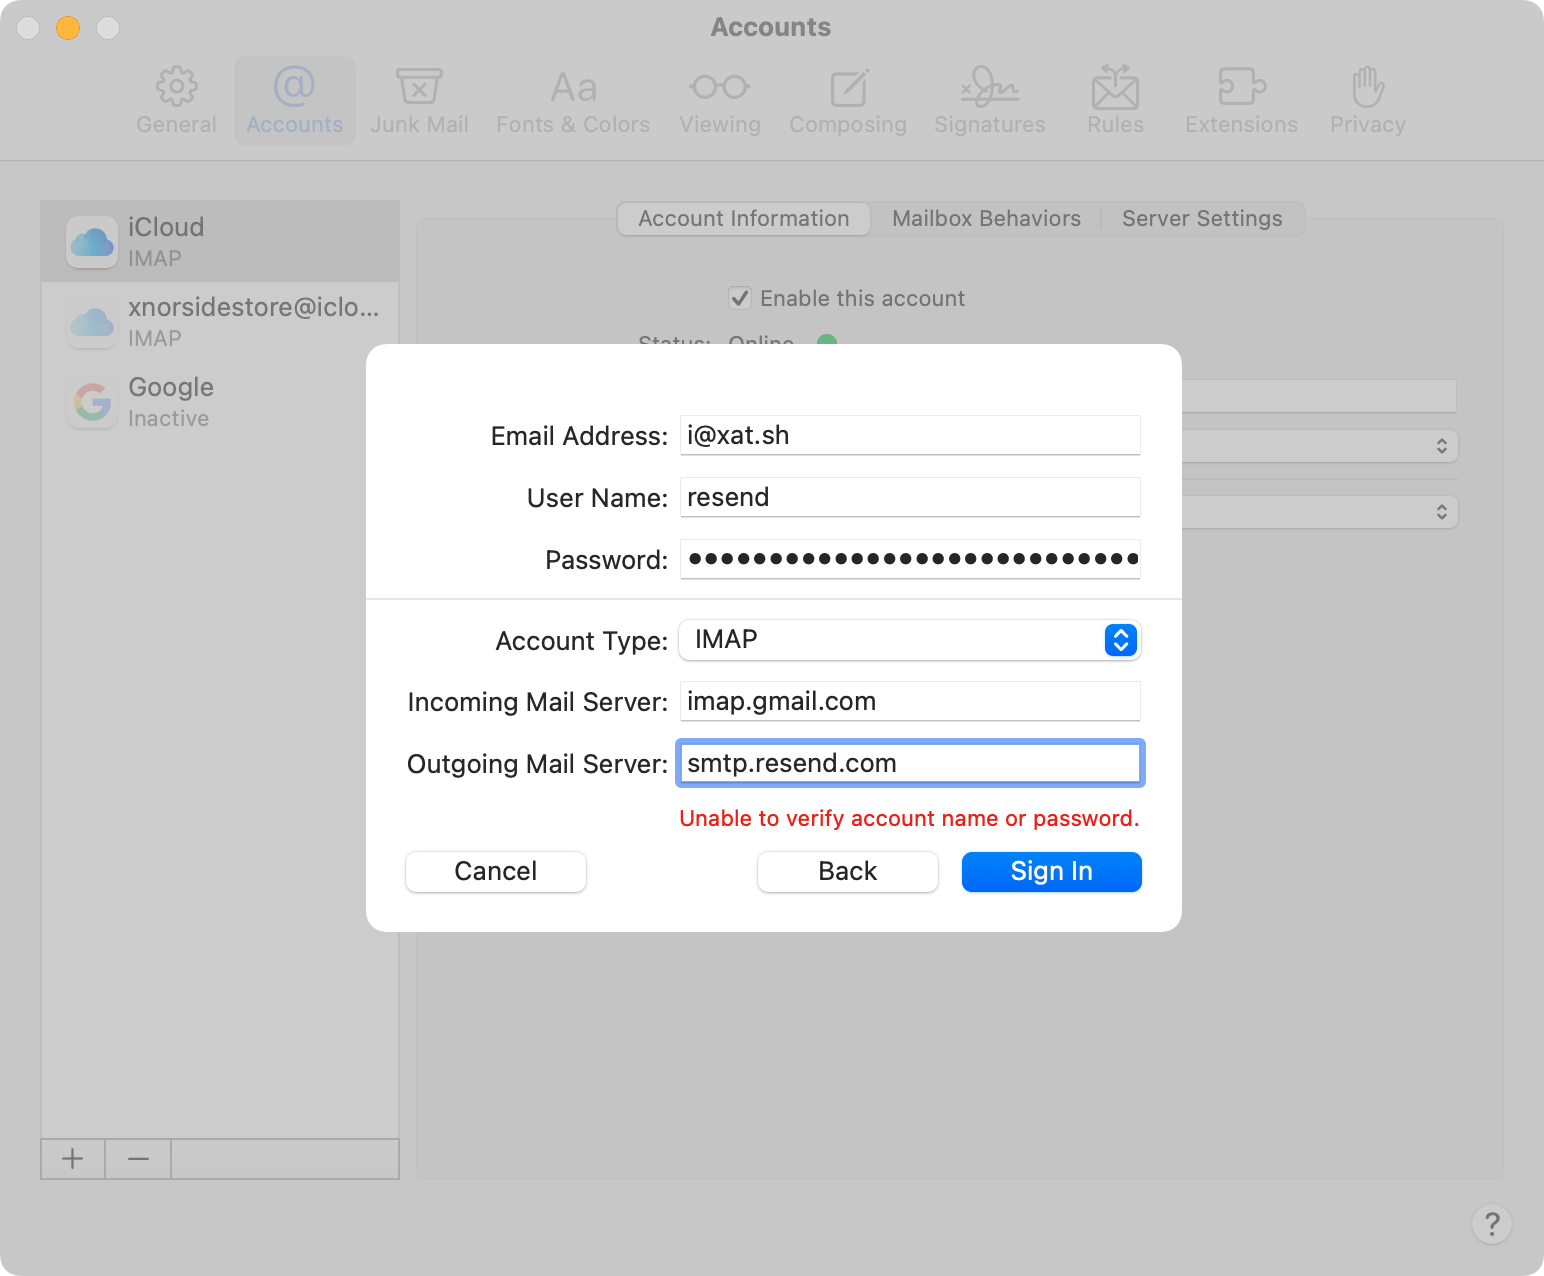 Accounts
General
Accounts
Junk Mail
Aa
Fonts & Colors
Viewing
Composing
Signatures
Rules
Extensions
Privacy
iCloud
IMAP
xnorsidestore@iclo...
IMAP
Google
Inactive
Account Information
Mailbox Behaviors
Server Settings
Enable this account
Status: Online
Email Address: i@xat.sh
User Name: resend
Password: ••••••••••••••••••••••••••••
Account Type: IMAP
Incoming Mail Server: imap.gmail.com
Outgoing Mail Server: smtp.resend.com
Unable to verify account name or password.
Cancel
Back
Sign In
?